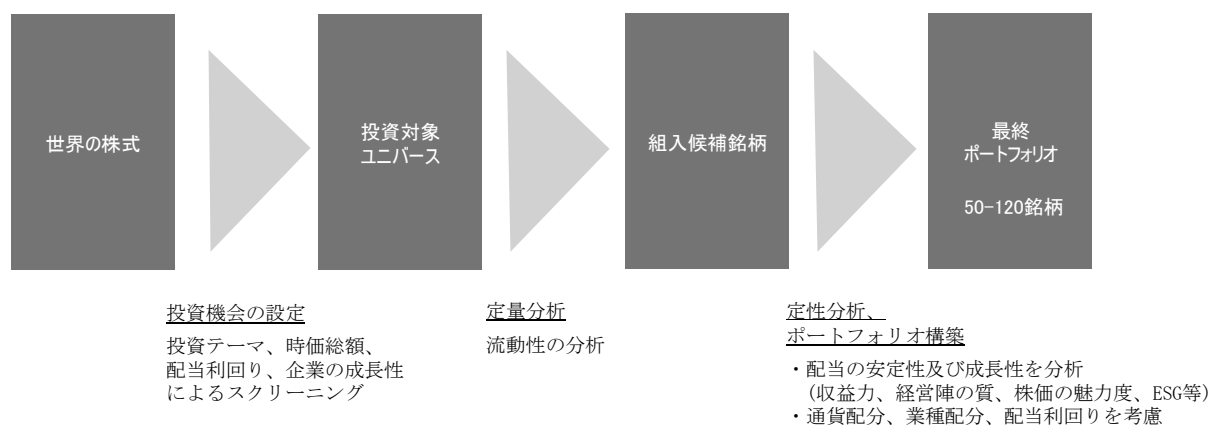 世界の株式
投資対象
ユニバース
組入候補銘柄
最終
ポートフォリオ
50-120銘柄
投資機会の設定
投資テーマ、時価総額、
配当利回り、企業の成長性
によるスクリーニング
定量分析
流動性の分析
定性分析、
ポートフォリオ構築
・配当の安定性及び成長性を分析
(収益力、経営陣の質、株価の魅力度、ESG等)
・通貨配分、業種配分、配当利回りを考慮